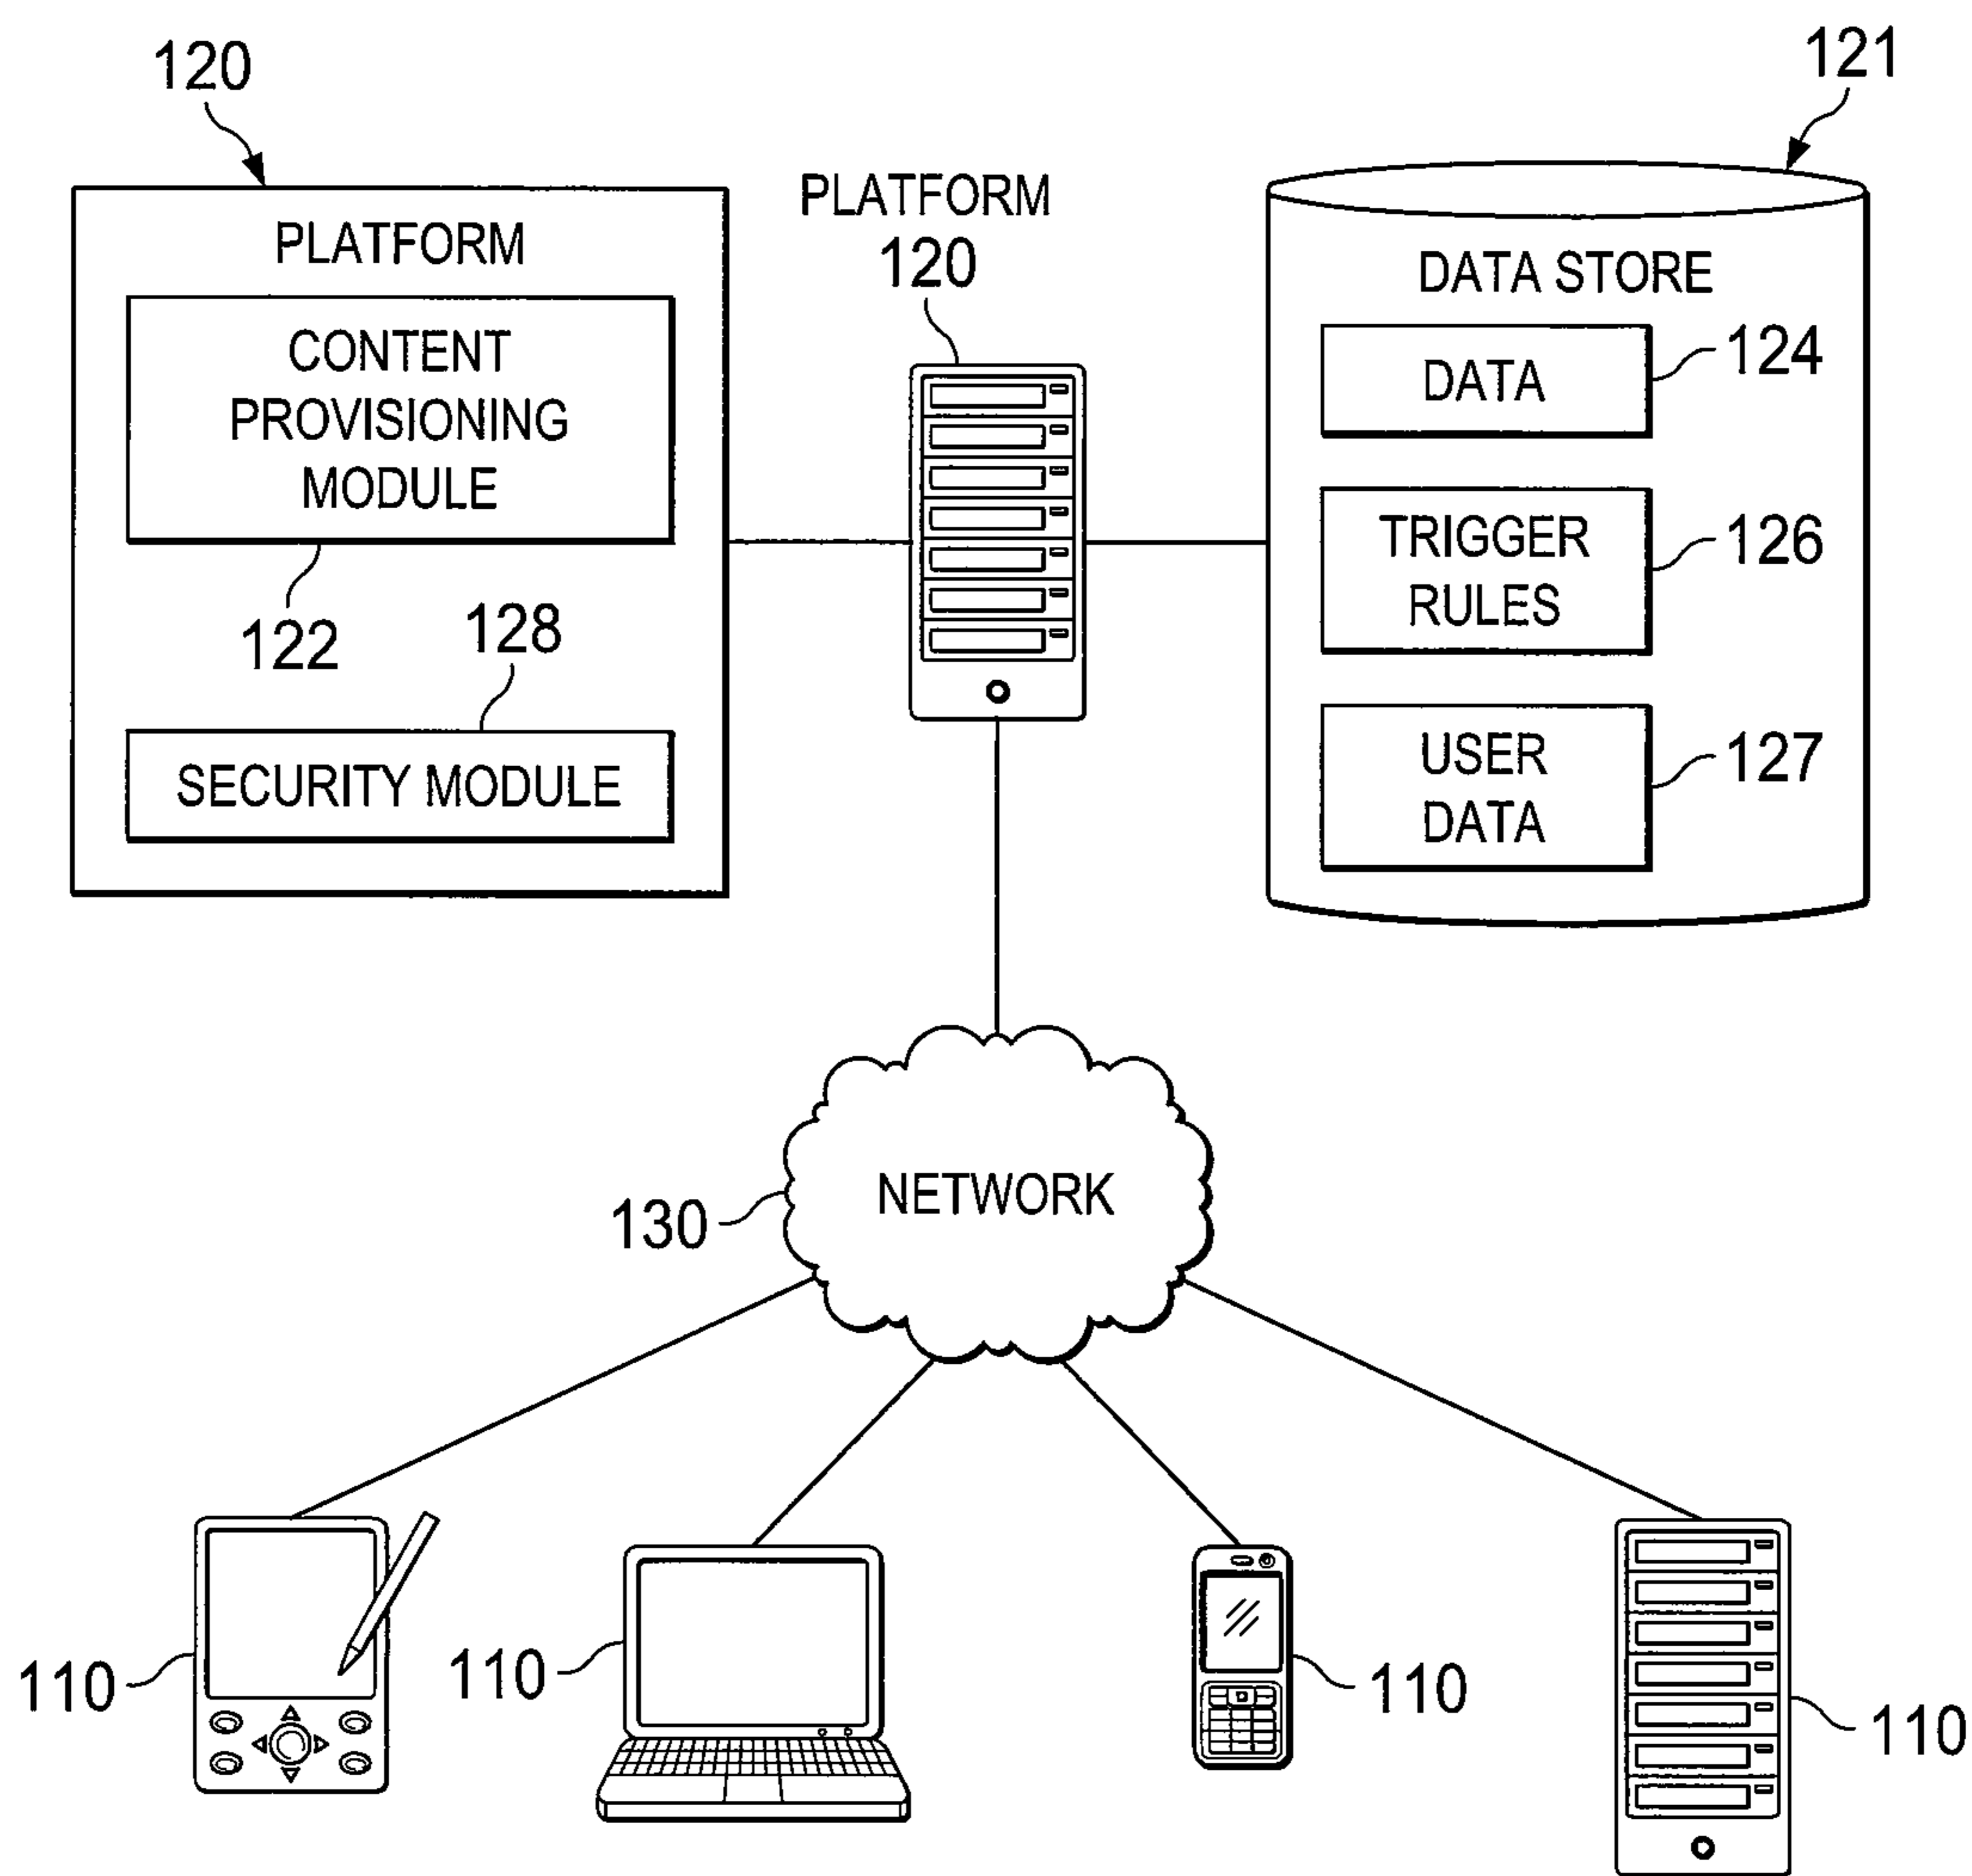 120
PLATFORM
CONTENT
PROVISIONING
MODULE
122
128
SECURITY MODULE
PLATFORM
120
121
DATA STORE
DATA
124
TRIGGER
RULES
126
USER
DATA
127
NETWORK
130
110
110
110
110